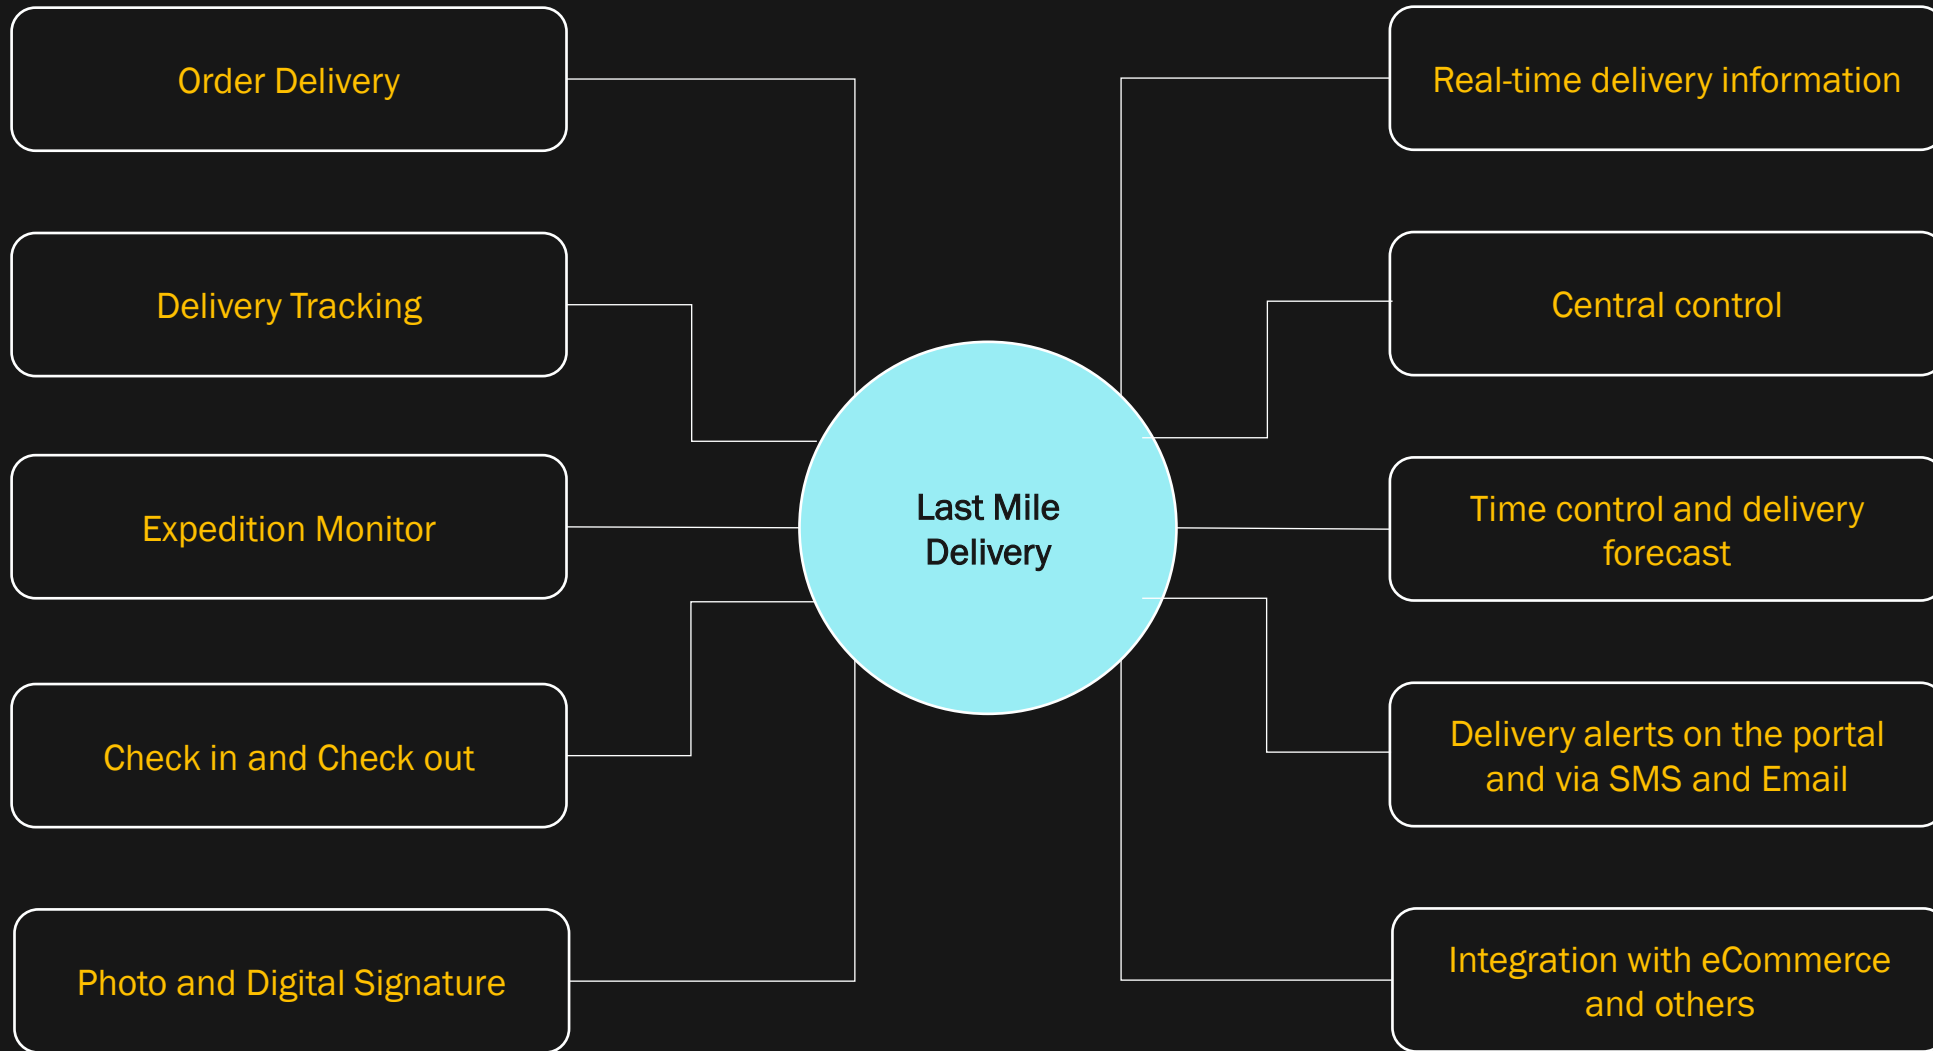 Order Delivery
Delivery Tracking
Expedition Monitor
Check in and Check out
Photo and Digital Signature
Last Mile
Delivery
Real-time delivery information
Central control
Time control and delivery
forecast
Delivery alerts on the portal
and via SMS and Email
Integration with eCommerce
and others